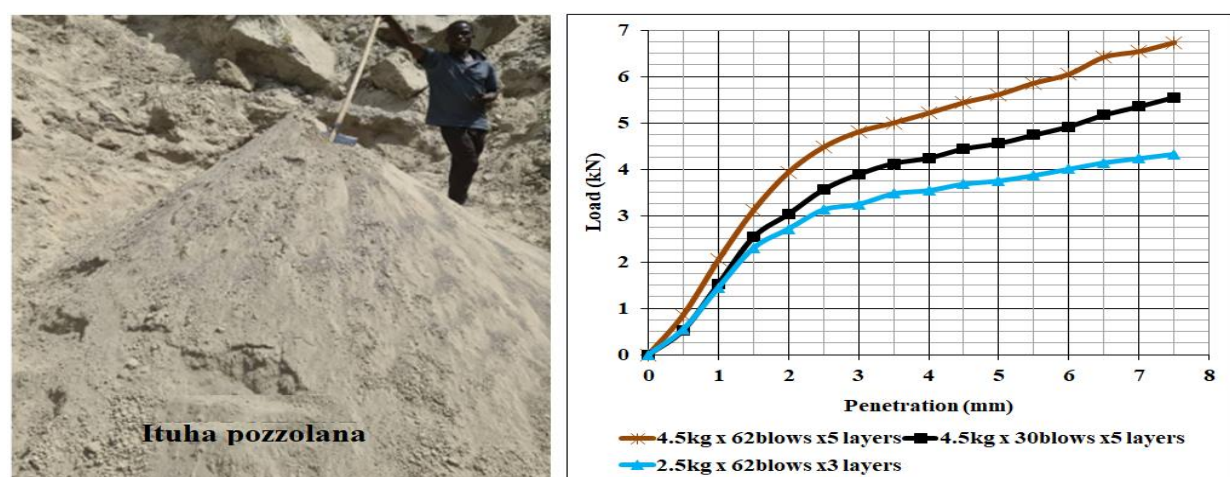 Ituha pozzolana
7
6
5
4
3
2
1
0
Load (kN)
0 1 2 3 4 5 6 7 8
Penetration (mm)
4.5kg x 62blows x5 layers 4.5kg x 30blows x5 layers
2.5kg x 62blows x3 layers